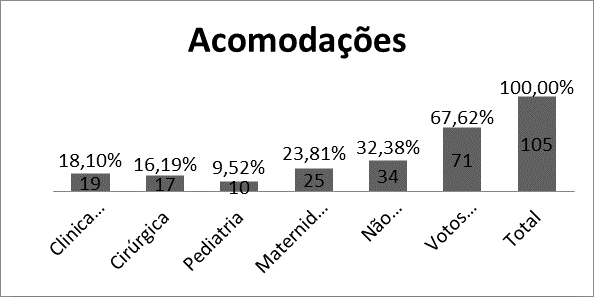 Acomodações
100,00%
67,62%
32,38%
23,81%
18,10%
16,19%
9,52%
19
17
10
25
34
71
105
Clinica...
Cirúrgica
Pediatria
Maternid...
Não...
Votos...
Total